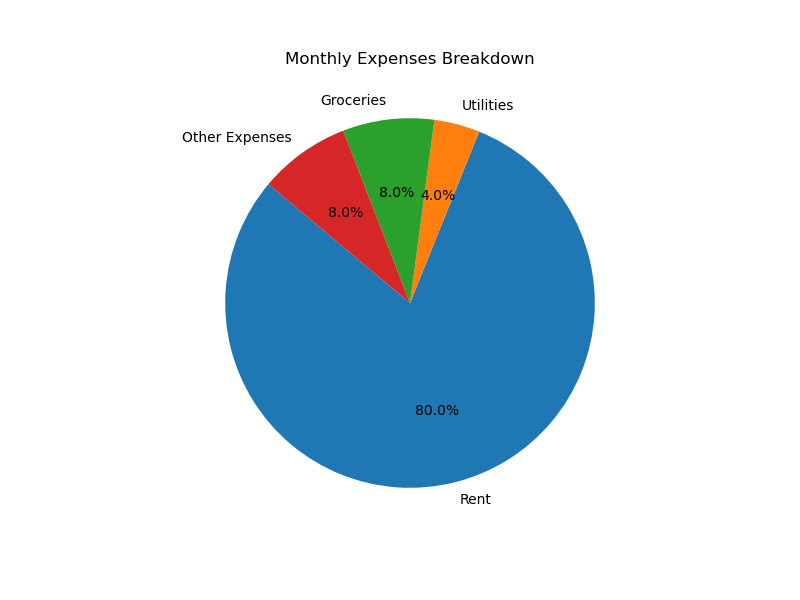 Monthly Expenses Breakdown
Groceries
Utilities
Other Expenses
8.0%
4.0%
8.0%
80.0%
Rent